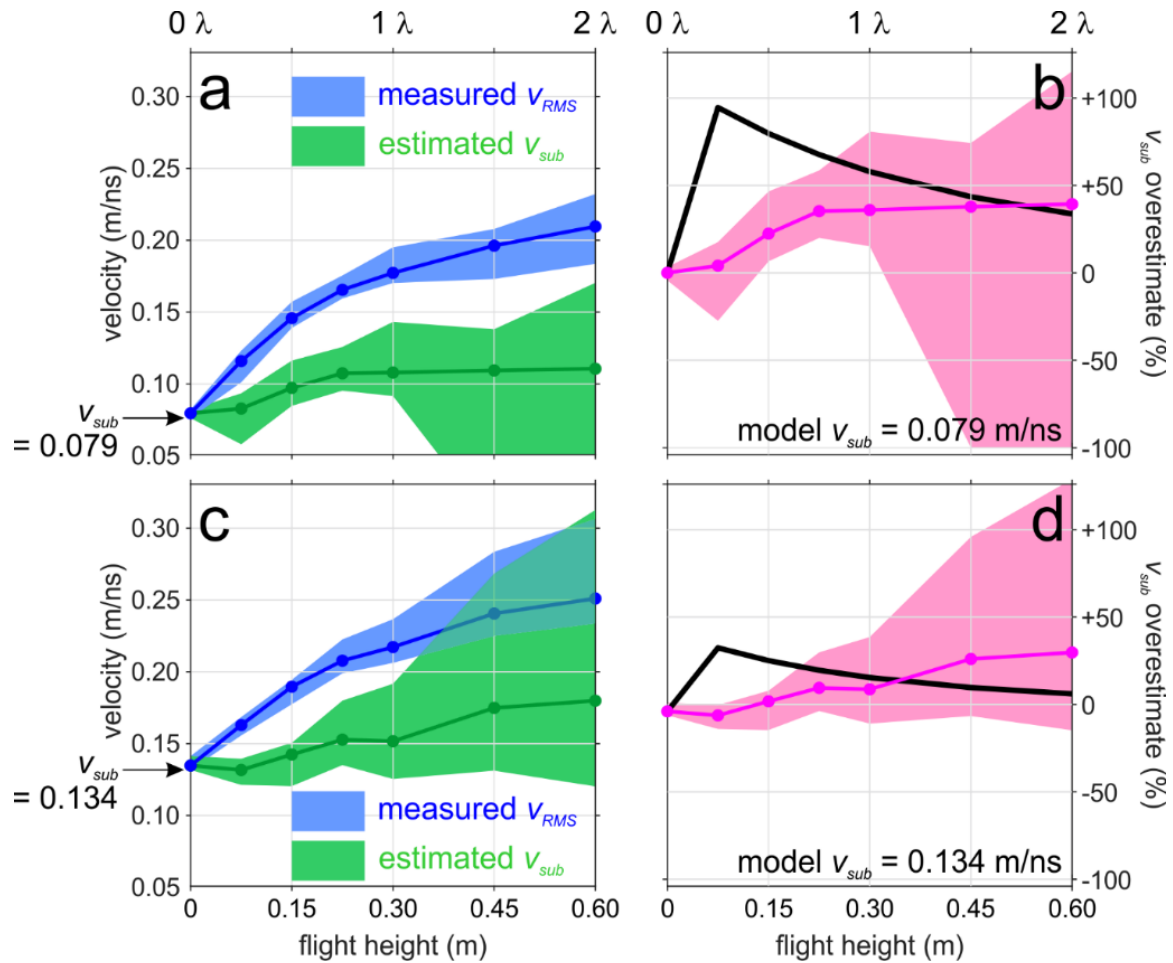 0 λ 1 λ 2 λ 0 λ 1 λ 2 λ
a
measured vRMS
estimated vsub
b
0.30
0.25
0.20
0.15
0.10
0.05
velocity (m/ns)
vsub
= 0.079
+100
+50
0
-50
-100
vsub overestimate (%)
model vsub = 0.079 m/ns
c
d
0.30
0.25
0.20
0.15
0.10
0.05
velocity (m/ns)
vsub
= 0.134
measured vRMS
estimated vsub
+100
+50
0
-50
-100
vsub overestimate (%)
model vsub = 0.134 m/ns
0 0.15 0.30 0.45 0.60 0 0.15 0.30 0.45 0.60
flight height (m) flight height (m)